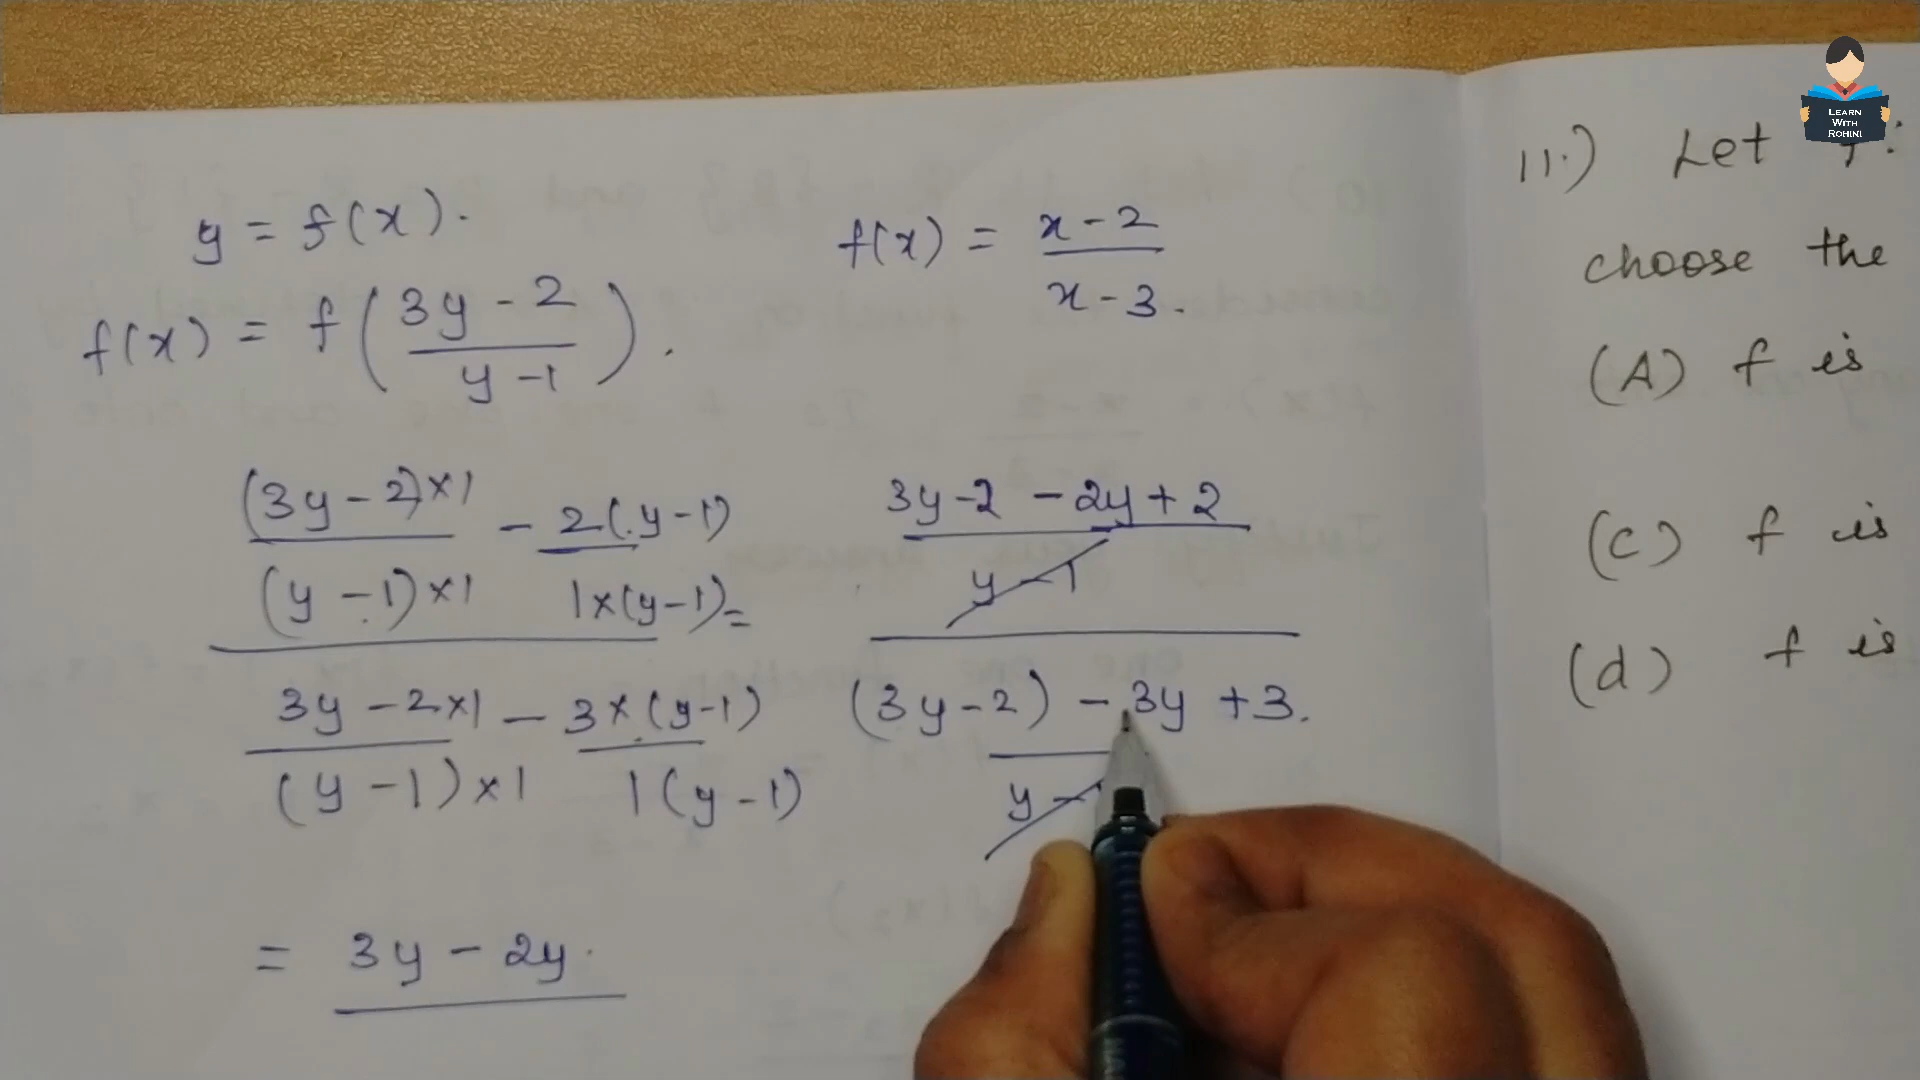 y = f(x).
f(x) = f((3y - 2)/(y - 1)).
f(x) = (x - 2)/(x - 3).
(3y - 2)×1 / (y - 1)×1 - 2(y - 1) / 1×(y - 1) =
3y - 2×1 / (y - 1)×1 - 3×(y - 1) / 1(y - 1)
3y - 2 - 2y + 2
y - 1
(3y - 2) - 3y + 3.
= 3y - 2y.
11.) Let f:
choose the
(A) f is
(C) f is
(d) f is
LEARN
WITH
ROHINI